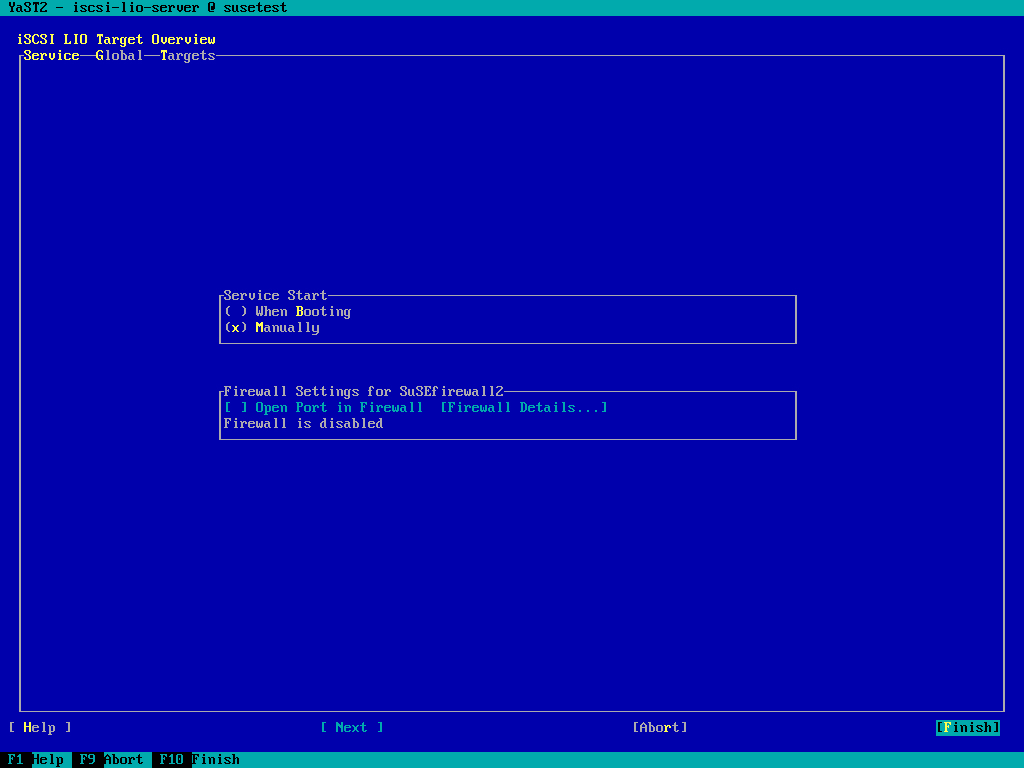 YaST2 - iscsi-lio-server @ susetest
iSCSI LIO Target Overview
Service Global Targets
Service Start
( ) When Booting
(x) Manually
Firewall Settings for SuSEfirewall2
[ ] Open Port in Firewall [Firewall Details...]
Firewall is disabled
[ Help ] [ Next ] [Abort] [Finish]
F1 Help F9 Abort F10 Finish